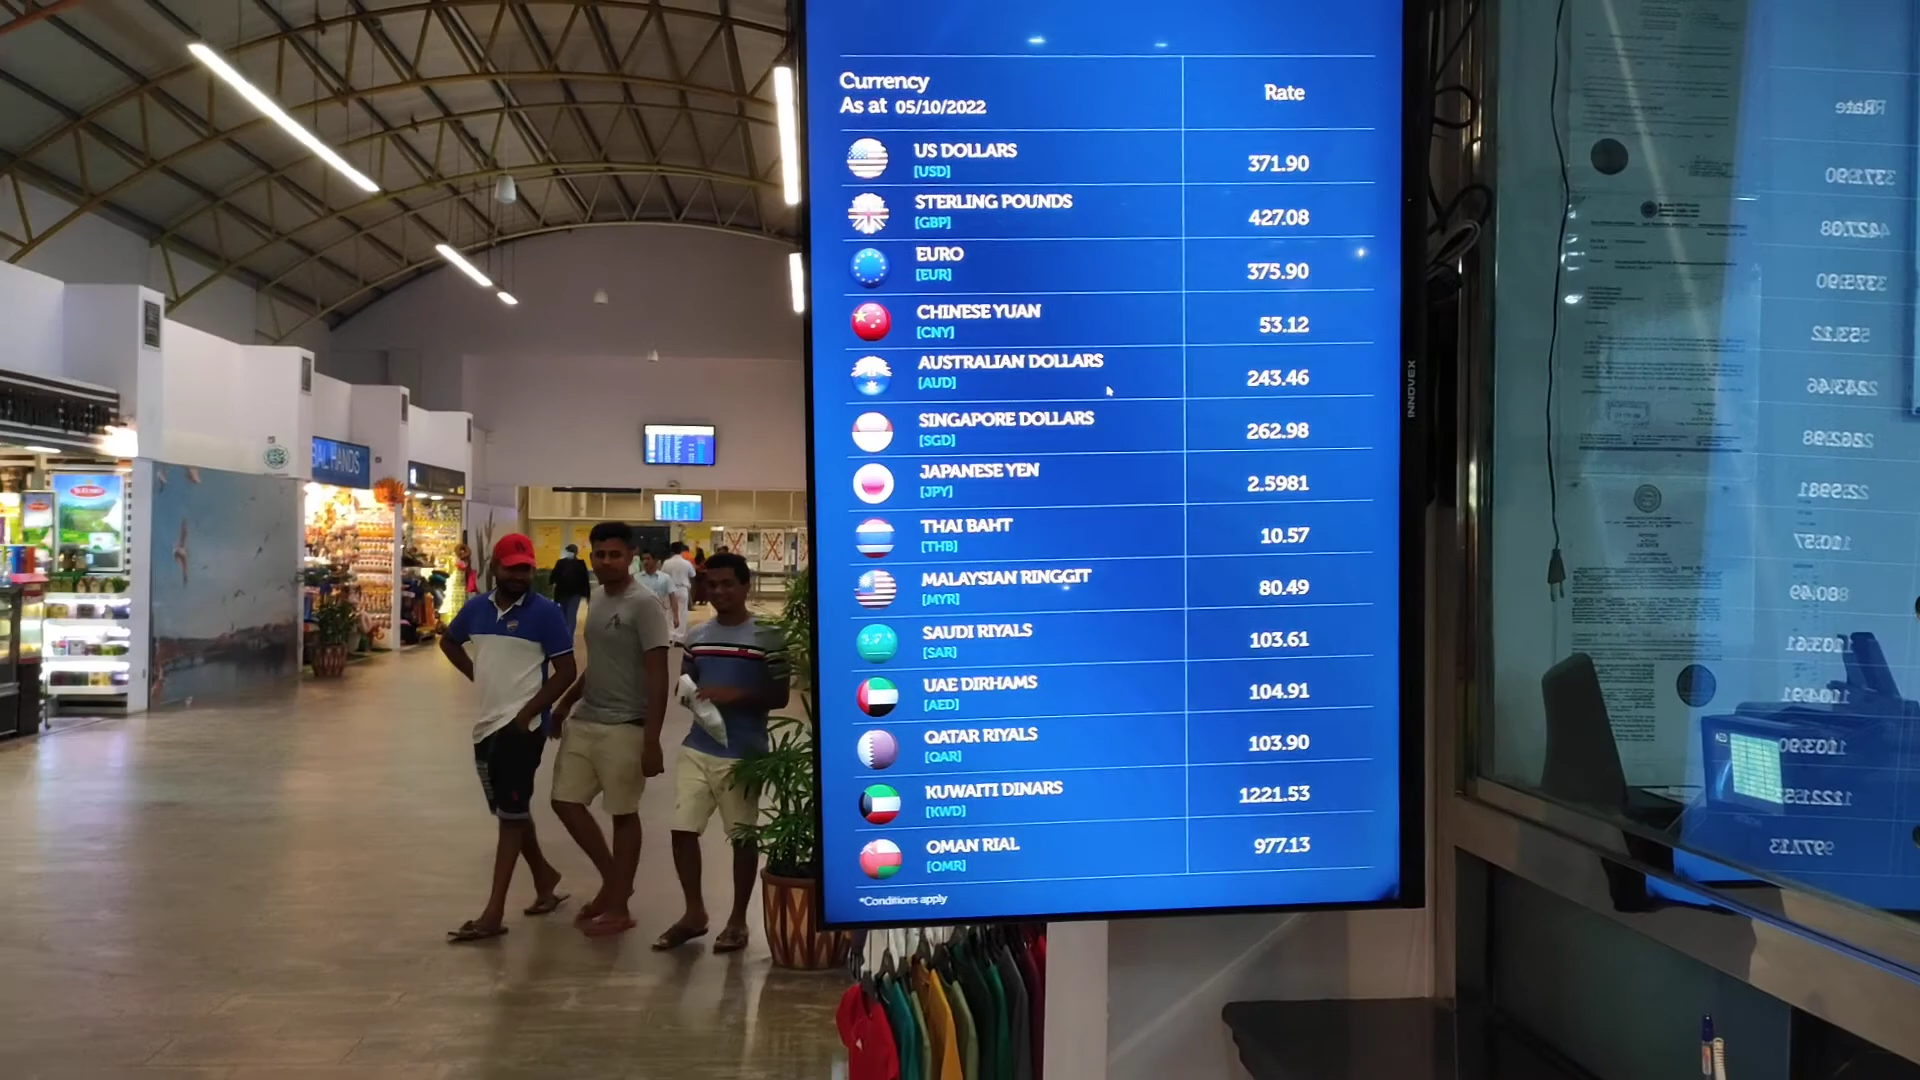 Currency
As at 05/10/2022
Rate
US DOLLARS
[USD]
371.90
STERLING POUNDS
[GBP]
427.08
EURO
[EUR]
375.90
CHINESE YUAN
[CNY]
53.12
AUSTRALIAN DOLLARS
[AUD]
243.46
SINGAPORE DOLLARS
[SGD]
262.98
JAPANESE YEN
[JPY]
2.5981
THAI BAHT
[THB]
10.57
MALAYSIAN RINGGIT
[MYR]
80.49
SAUDI RIYALS
[SAR]
103.61
UAE DIRHAMS
[AED]
104.91
QATAR RIYALS
[QAR]
103.90
KUWAITI DINARS
[KWD]
1221.53
OMAN RIAL
[OMR]
977.13
*Conditions apply
INNOVEX
HANDS